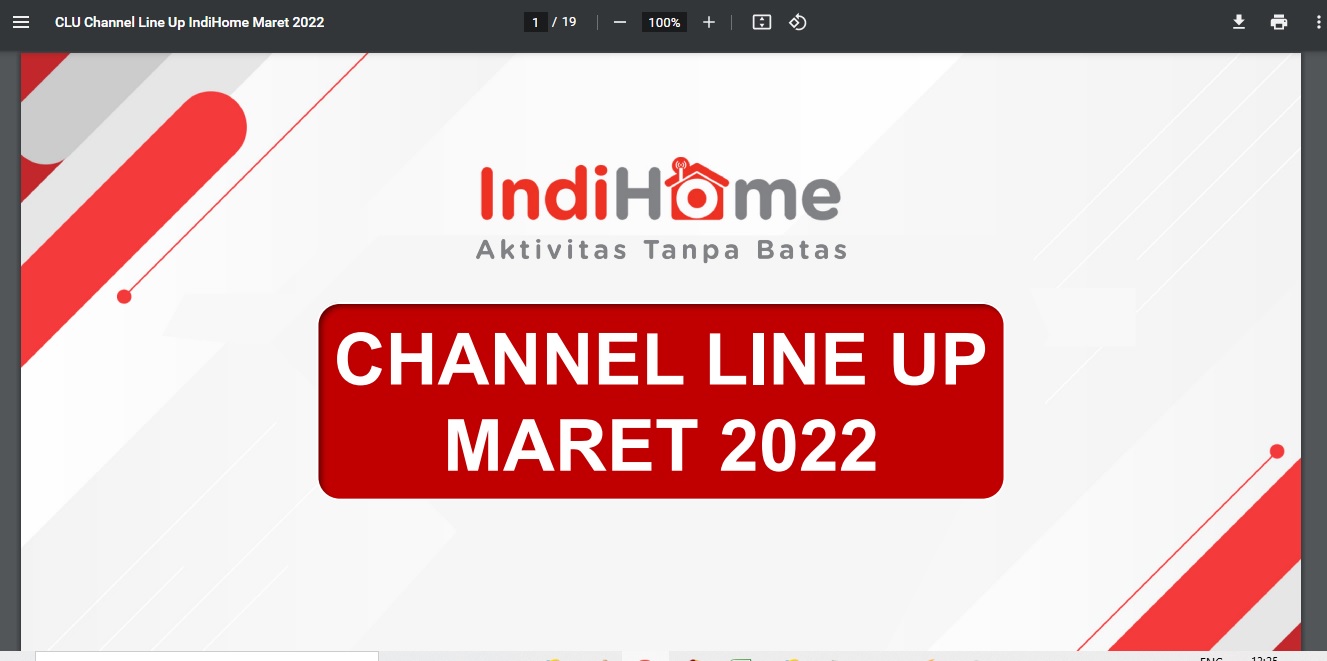 CLU Channel Line Up IndiHome Maret 2022
1 / 19
100%
IndiHome
Aktivitas Tanpa Batas
CHANNEL LINE UP
MARET 2022